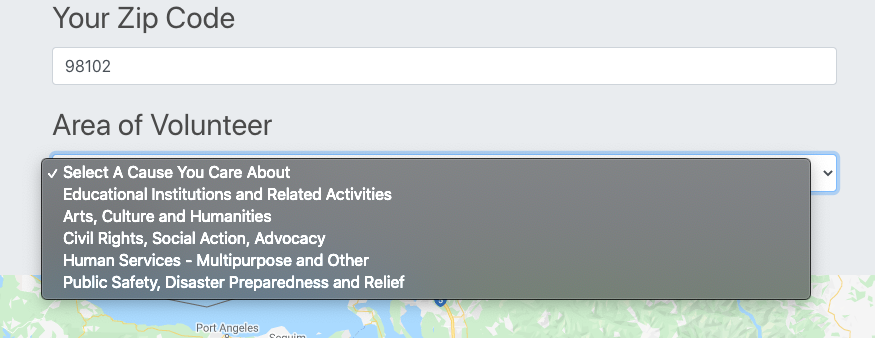 Your Zip Code
98102
Area of Volunteer
✓ Select A Cause You Care About
Educational Institutions and Related Activities
Arts, Culture and Humanities
Civil Rights, Social Action, Advocacy
Human Services - Multipurpose and Other
Public Safety, Disaster Preparedness and Relief
5
Port Angeles
Sequim